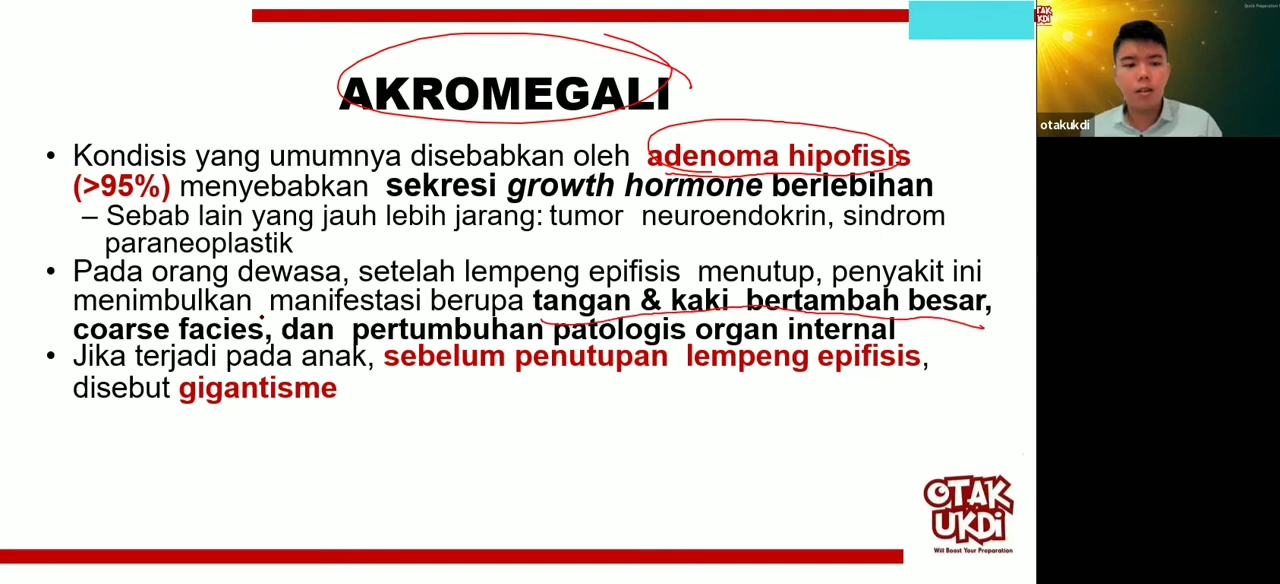 AKROMEGALI
• Kondisis yang umumnya disebabkan oleh adenoma hipofisis
(>95%) menyebabkan sekresi growth hormone berlebihan
– Sebab lain yang jauh lebih jarang: tumor neuroendokrin, sindrom
paraneoplastik
• Pada orang dewasa, setelah lempeng epifisis menutup, penyakit ini
menimbulkan manifestasi berupa tangan & kaki bertambah besar,
coarse facies, dan pertumbuhan patologis organ internal
• Jika terjadi pada anak, sebelum penutupan lempeng epifisis,
disebut gigantisme
OTAK
UKDI
Will Boost Your Preparation
OTAK
UKDI
otakukdi